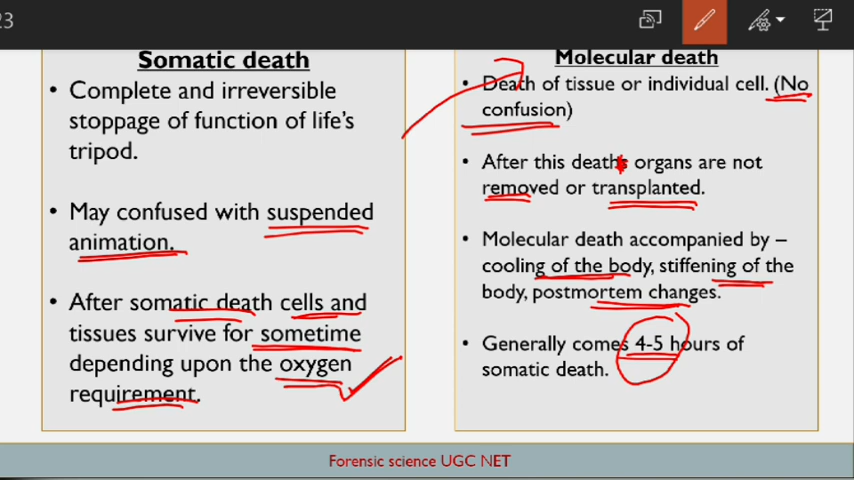 23
Somatic death
• Complete and irreversible
stoppage of function of life's
tripod.
• May confused with suspended
animation.
• After somatic death cells and
tissues survive for sometime
depending upon the oxygen
requirement.
Molecular death
• Death of tissue or individual cell. (No
confusion)
• After this deaths organs are not
removed or transplanted.
• Molecular death accompanied by –
cooling of the body, stiffening of the
body, postmortem changes.
• Generally comes 4-5 hours of
somatic death.
Forensic science UGC NET